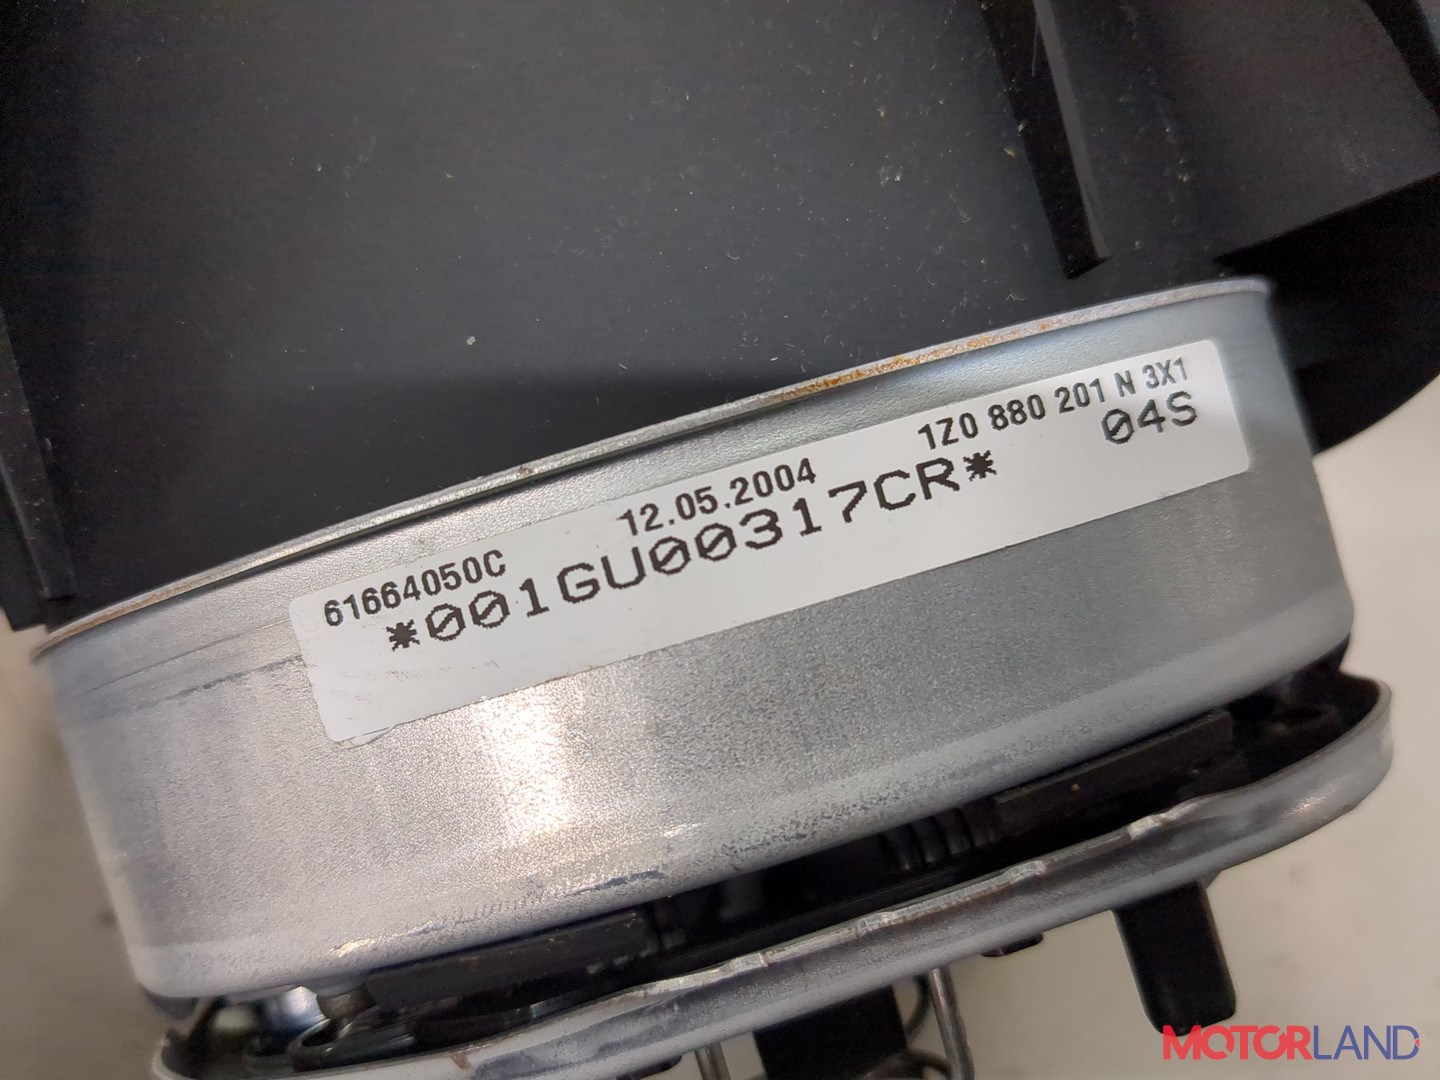 61664050C 12.05.2004 1Z0 880 201 N 3X1
*001GU00317CR* 04S
MOTORLAND